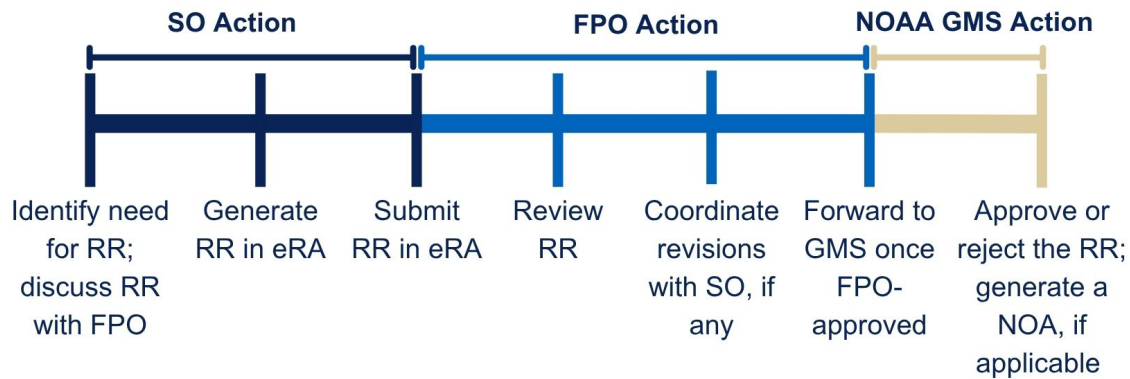 SO Action
FPO Action
NOAA GMS Action
Identify need
for RR;
discuss RR
with FPO
Generate
RR in eRA
Submit
RR in eRA
Review
RR
Coordinate
revisions
with SO, if
any
Forward to
GMS once
FPO-
approved
Approve or
reject the RR;
generate a
NOA, if
applicable